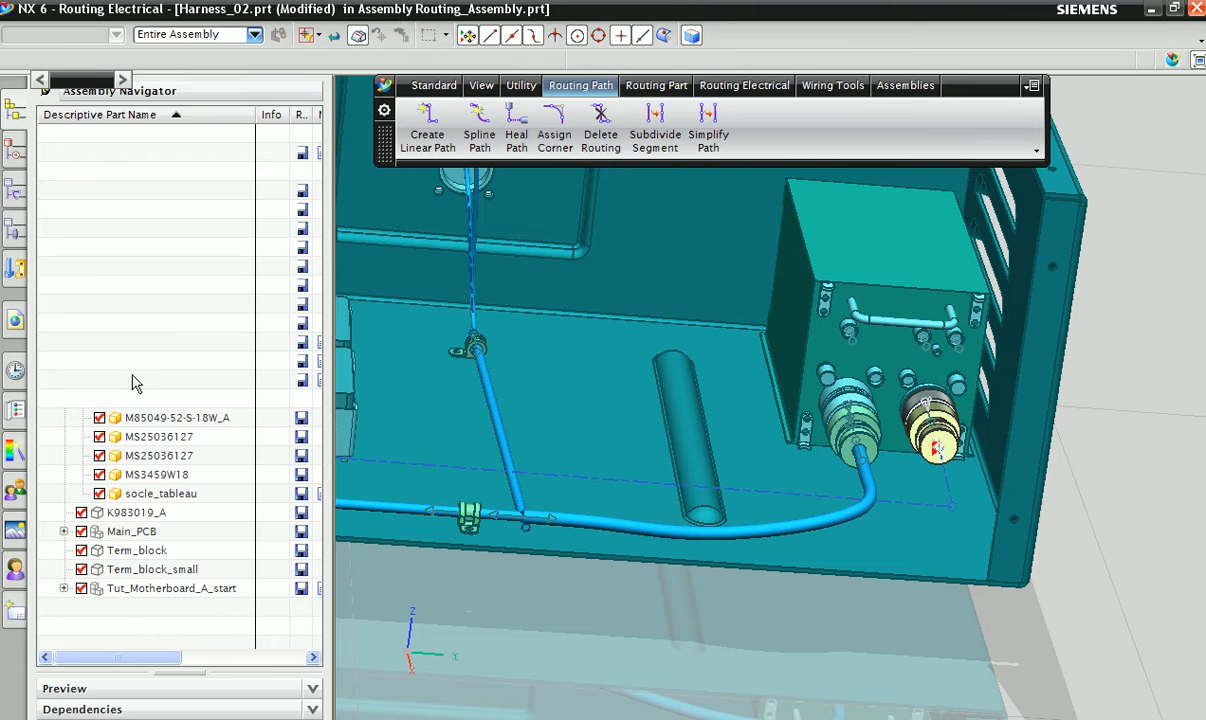 NX 6 - Routing Electrical - [Harness_02.prt (Modified)  in Assembly Routing_Assembly.prt]
SIEMENS
Entire Assembly
Assembly Navigator
Standard View Utility Routing Path Routing Part Routing Electrical Wiring Tools Assemblies
Descriptive Part Name Info R...
Create Spline Heal Assign Delete Subdivide Simplify
Linear Path Path Path Corner Routing Segment Path
M85049-52-S-18W_A
MS25036127
MS25036127
MS3459W18
socle_tableau
K983019_A
Main_PCB
Term_block
Term_block_small
Tut_Motherboard_A_start
Z
Y
X
Preview
Dependencies